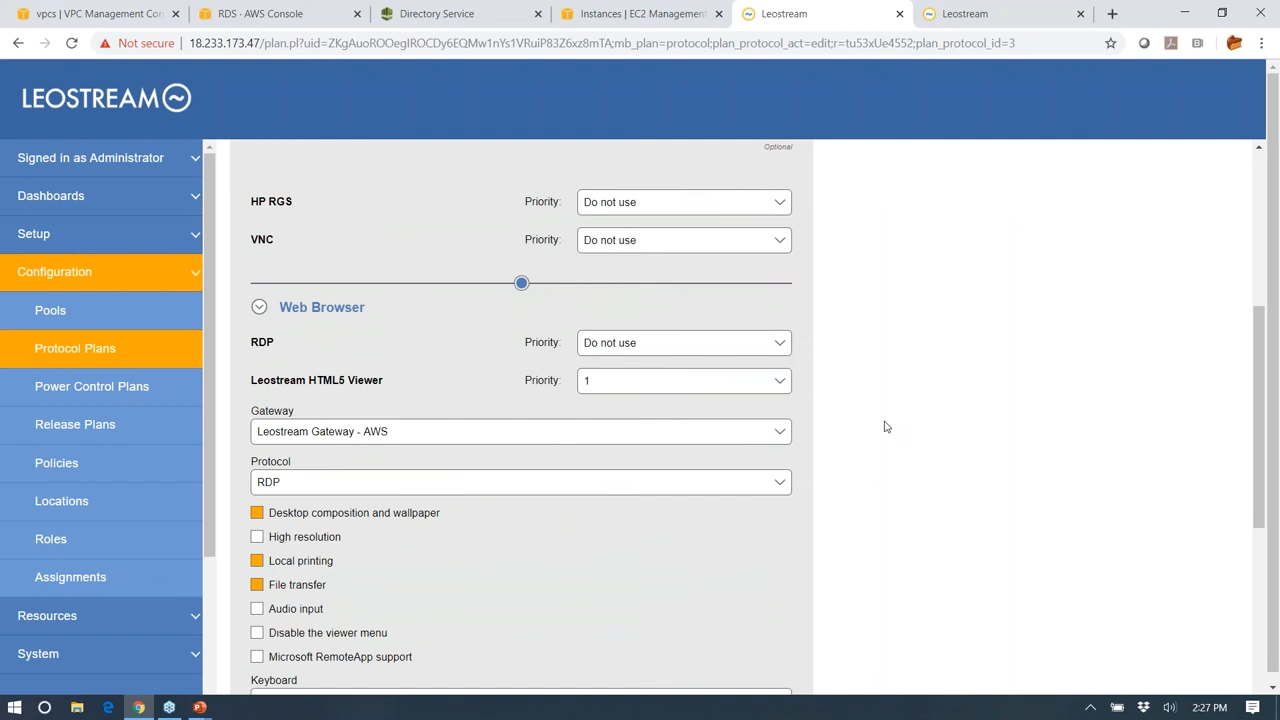 vpcs | VPC Management Con
RDS · AWS Console
Directory Service
Instances | EC2 Management
Leostream
Leostream
Not secure
18.233.173.47/plan.pl?uid=ZKgAuoROOegIROCDy6EQMw1nYs1VRuiP83Z6xz8mTA;mb_plan=protocol;plan_protocol_act=edit;r=tu53xUe4552;plan_protocol_id=3
LEOSTREAM
Signed in as Administrator
Dashboards
Setup
Configuration
Pools
Protocol Plans
Power Control Plans
Release Plans
Policies
Locations
Roles
Assignments
Resources
System
Optional
HP RGS Priority: Do not use
VNC Priority: Do not use
Web Browser
RDP Priority: Do not use
Leostream HTML5 Viewer Priority: 1
Gateway
Leostream Gateway - AWS
Protocol
RDP
Desktop composition and wallpaper
High resolution
Local printing
File transfer
Audio input
Disable the viewer menu
Microsoft RemoteApp support
Keyboard
2:27 PM